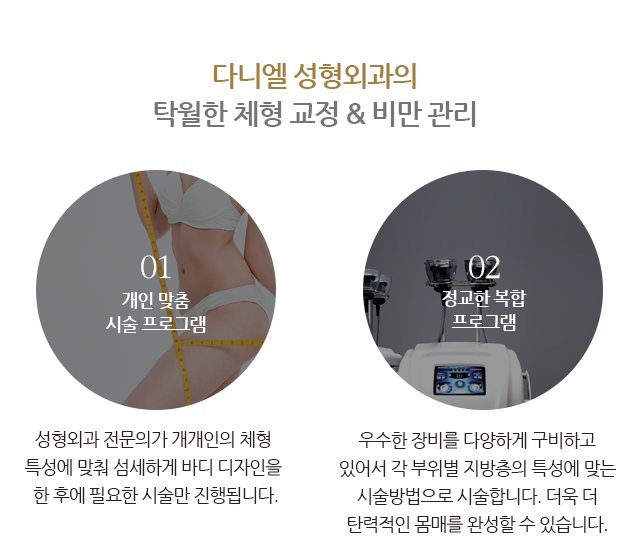 다니엘 성형외과의
탁월한 체형 교정 & 비만 관리
01
개인 맞춤
시술 프로그램
02
정교한 복합
프로그램
성형외과 전문의가 개개인의 체형
특성에 맞춰 섬세하게 바디 디자인을
한 후에 필요한 시술만 진행됩니다.
우수한 장비를 다양하게 구비하고
있어서 각 부위별 지방층의 특성에 맞는
시술방법으로 시술합니다. 더욱 더
탄력적인 몸매를 완성할 수 있습니다.